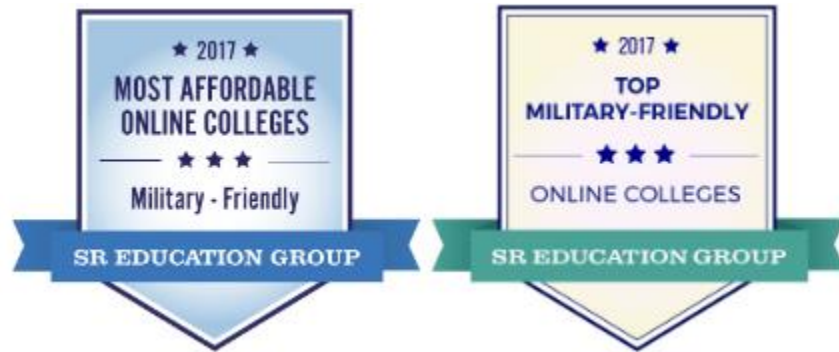 ★ 2017 ★
MOST AFFORDABLE
ONLINE COLLEGES
★ ★ ★
Military - Friendly
SR EDUCATION GROUP
★ 2017 ★
TOP
MILITARY-FRIENDLY
★ ★ ★
ONLINE COLLEGES
SR EDUCATION GROUP